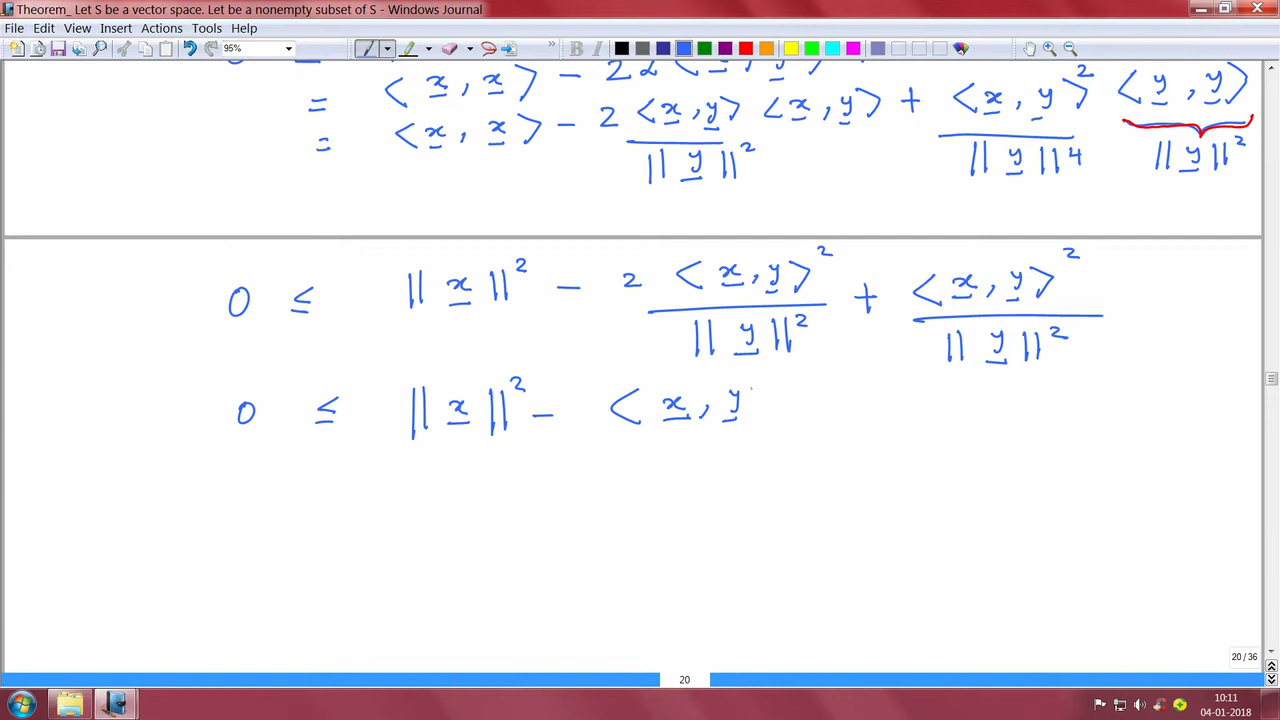 Theorem_ Let S be a vector space. Let be a nonempty subset of S - Windows Journal
File Edit View Insert Actions Tools Help
95%
= < x , x > - 2 α < x , y >
= < x , x > - 2 < x , y > < x , y > + < x , y >² < y , y >
|| y ||² || y ||⁴ || y ||²
0 ≤ || x ||² - 2 < x , y >² + < x , y >²
|| y ||² || y ||²
0 ≤ || x ||² - < x , y
20 / 36
20
10:11
04-01-2018